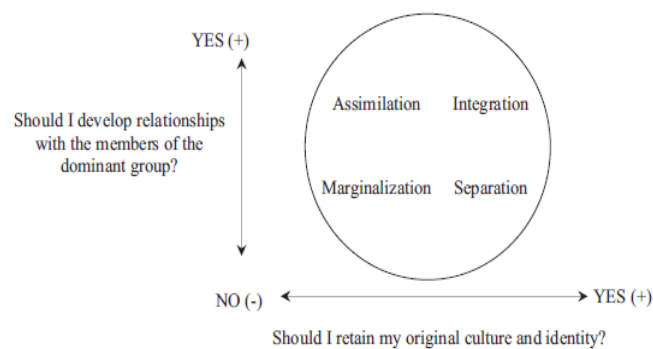 YES (+)
Should I develop relationships
with the members of the
dominant group?
Assimilation Integration
Marginalization Separation
NO (-)
YES (+)
Should I retain my original culture and identity?